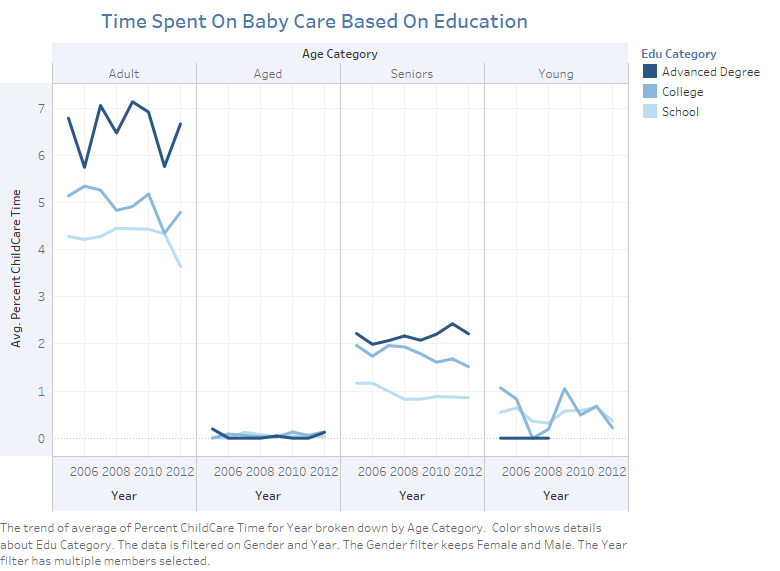 Time Spent On Baby Care Based On Education
Age Category
Adult Aged Seniors Young
Edu Category
Advanced Degree
College
School
Avg. Percent ChildCare Time
7
6
5
4
3
2
1
0
2006 2008 2010 2012 2006 2008 2010 2012 2006 2008 2010 2012 2006 2008 2010 2012
Year Year Year Year
The trend of average of Percent ChildCare Time for Year broken down by Age Category.  Color shows details
about Edu Category. The data is filtered on Gender and Year. The Gender filter keeps Female and Male. The Year
filter has multiple members selected.